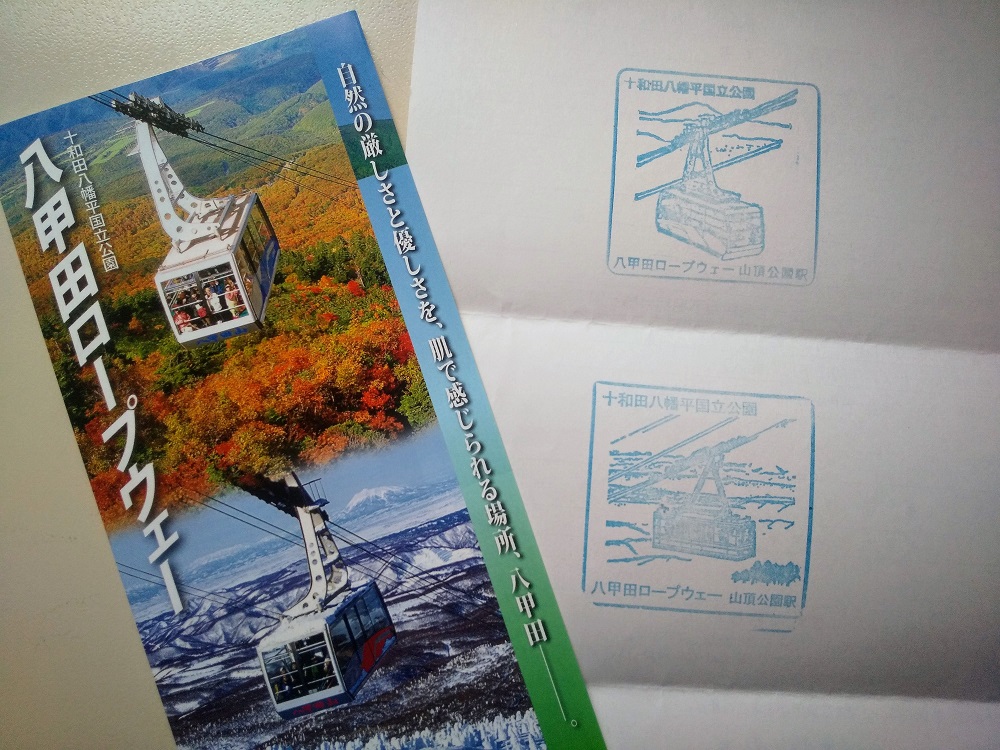 十和田八幡平国立公園
八甲田ロープウェー
自然の厳しさと優しさを、肌で感じられる場所、八甲田――。
十和田八幡平国立公園
八甲田ロープウェー 山頂公園駅
十和田八幡平国立公園
八甲田ロープウェー 山頂公園駅